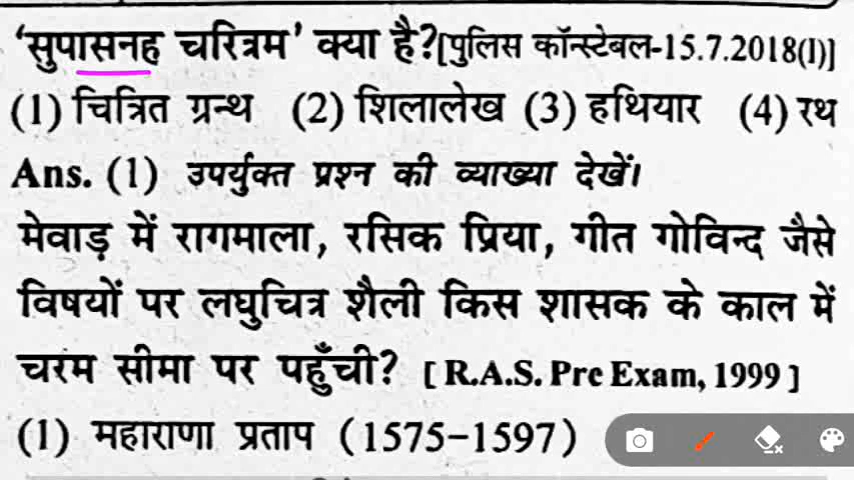 ‘सुपासनह चरित्रम’ क्या है?[पुलिस कॉन्स्टेबल-15.7.2018(I)]
(1) चित्रित ग्रन्थ (2) शिलालेख (3) हथियार (4) रथ
Ans. (1) उपर्युक्त प्रश्न की व्याख्या देखें।
मेवाड़ में रागमाला, रसिक प्रिया, गीत गोविन्द जैसे
विषयों पर लघुचित्र शैली किस शासक के काल में
चरम सीमा पर पहुँची? [R.A.S. Pre Exam, 1999]
(1) महाराणा प्रताप (1575–1597)